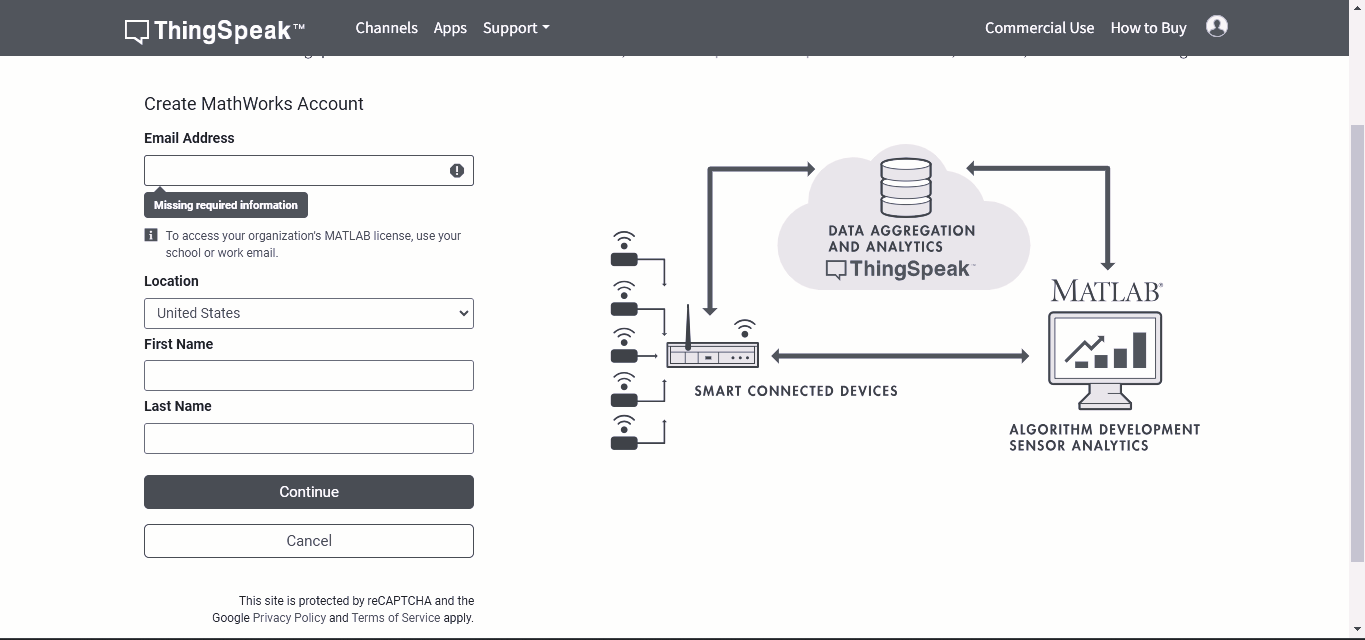 ThingSpeak™ Channels Apps Support Commercial Use How to Buy
Create MathWorks Account
Email Address
Missing required information
To access your organization's MATLAB license, use your
school or work email.
Location
United States
First Name
Last Name
Continue
Cancel
This site is protected by reCAPTCHA and the
Google Privacy Policy and Terms of Service apply.
DATA AGGREGATION
AND ANALYTICS
ThingSpeak™
MATLAB®
SMART CONNECTED DEVICES
ALGORITHM DEVELOPMENT
SENSOR ANALYTICS